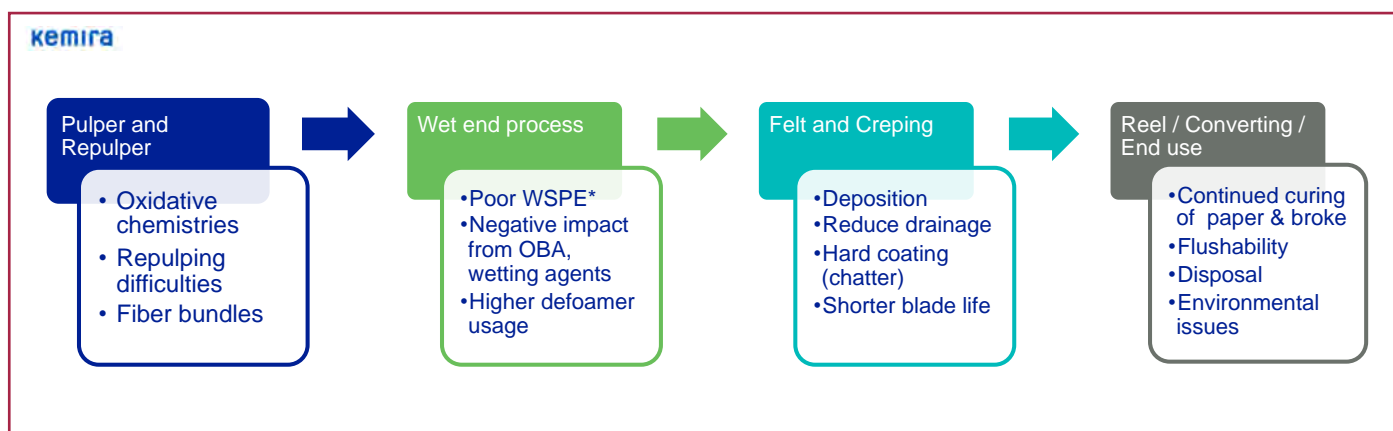 kemira
Pulper and
Repulper
• Oxidative
chemistries
• Repulping
difficulties
• Fiber bundles
Wet end process
•Poor WSPE*
•Negative impact
from OBA,
wetting agents
•Higher defoamer
usage
Felt and Creping
•Deposition
•Reduce drainage
•Hard coating
(chatter)
•Shorter blade life
Reel / Converting /
End use
•Continued curing
of paper & broke
•Flushability
•Disposal
•Environmental
issues